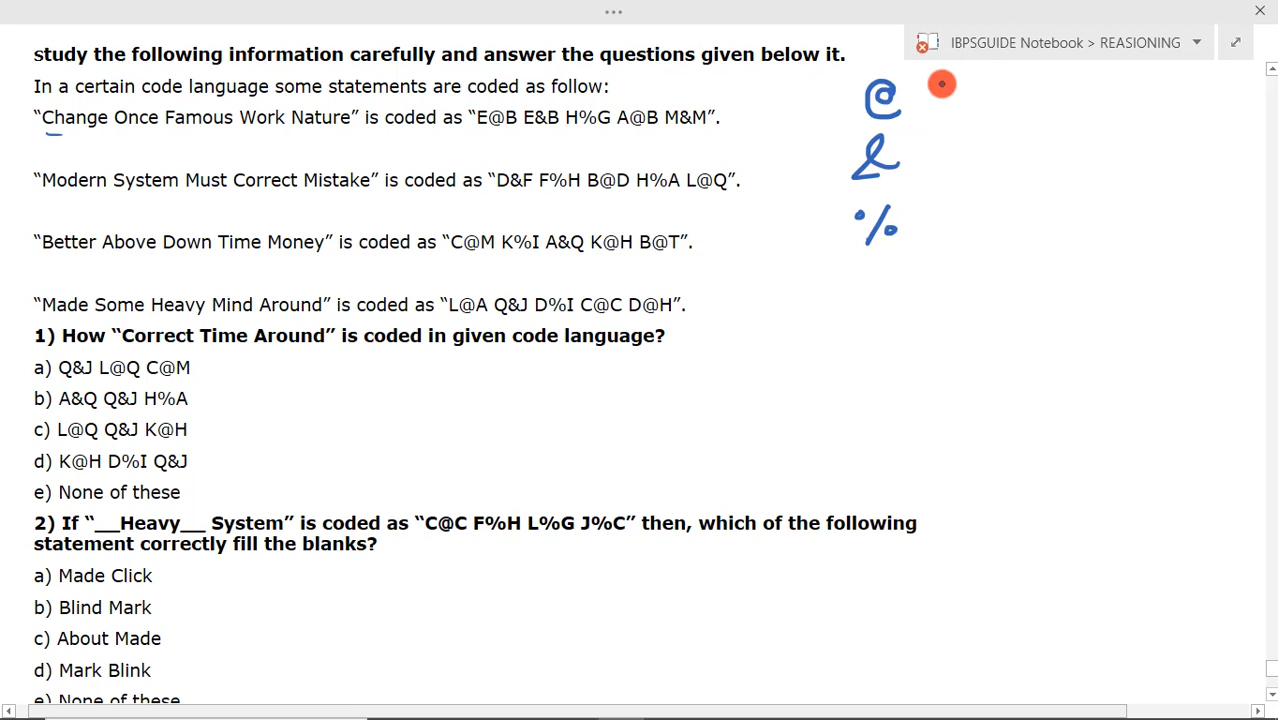 IBPSGUIDE Notebook > REASIONING
study the following information carefully and answer the questions given below it.
In a certain code language some statements are coded as follow:
“Change Once Famous Work Nature” is coded as “E@B E&B H%G A@B M&M”.
“Modern System Must Correct Mistake” is coded as “D&F F%H B@D H%A L@Q”.
“Better Above Down Time Money” is coded as “C@M K%I A&Q K@H B@T”.
“Made Some Heavy Mind Around” is coded as “L@A Q&J D%I C@C D@H”.
1) How “Correct Time Around” is coded in given code language?
a) Q&J L@Q C@M
b) A&Q Q&J H%A
c) L@Q Q&J K@H
d) K@H D%I Q&J
e) None of these
2) If “__Heavy__ System” is coded as “C@C F%H L%G J%C” then, which of the following
statement correctly fill the blanks?
a) Made Click
b) Blind Mark
c) About Made
d) Mark Blink
e) None of these
@
&
%